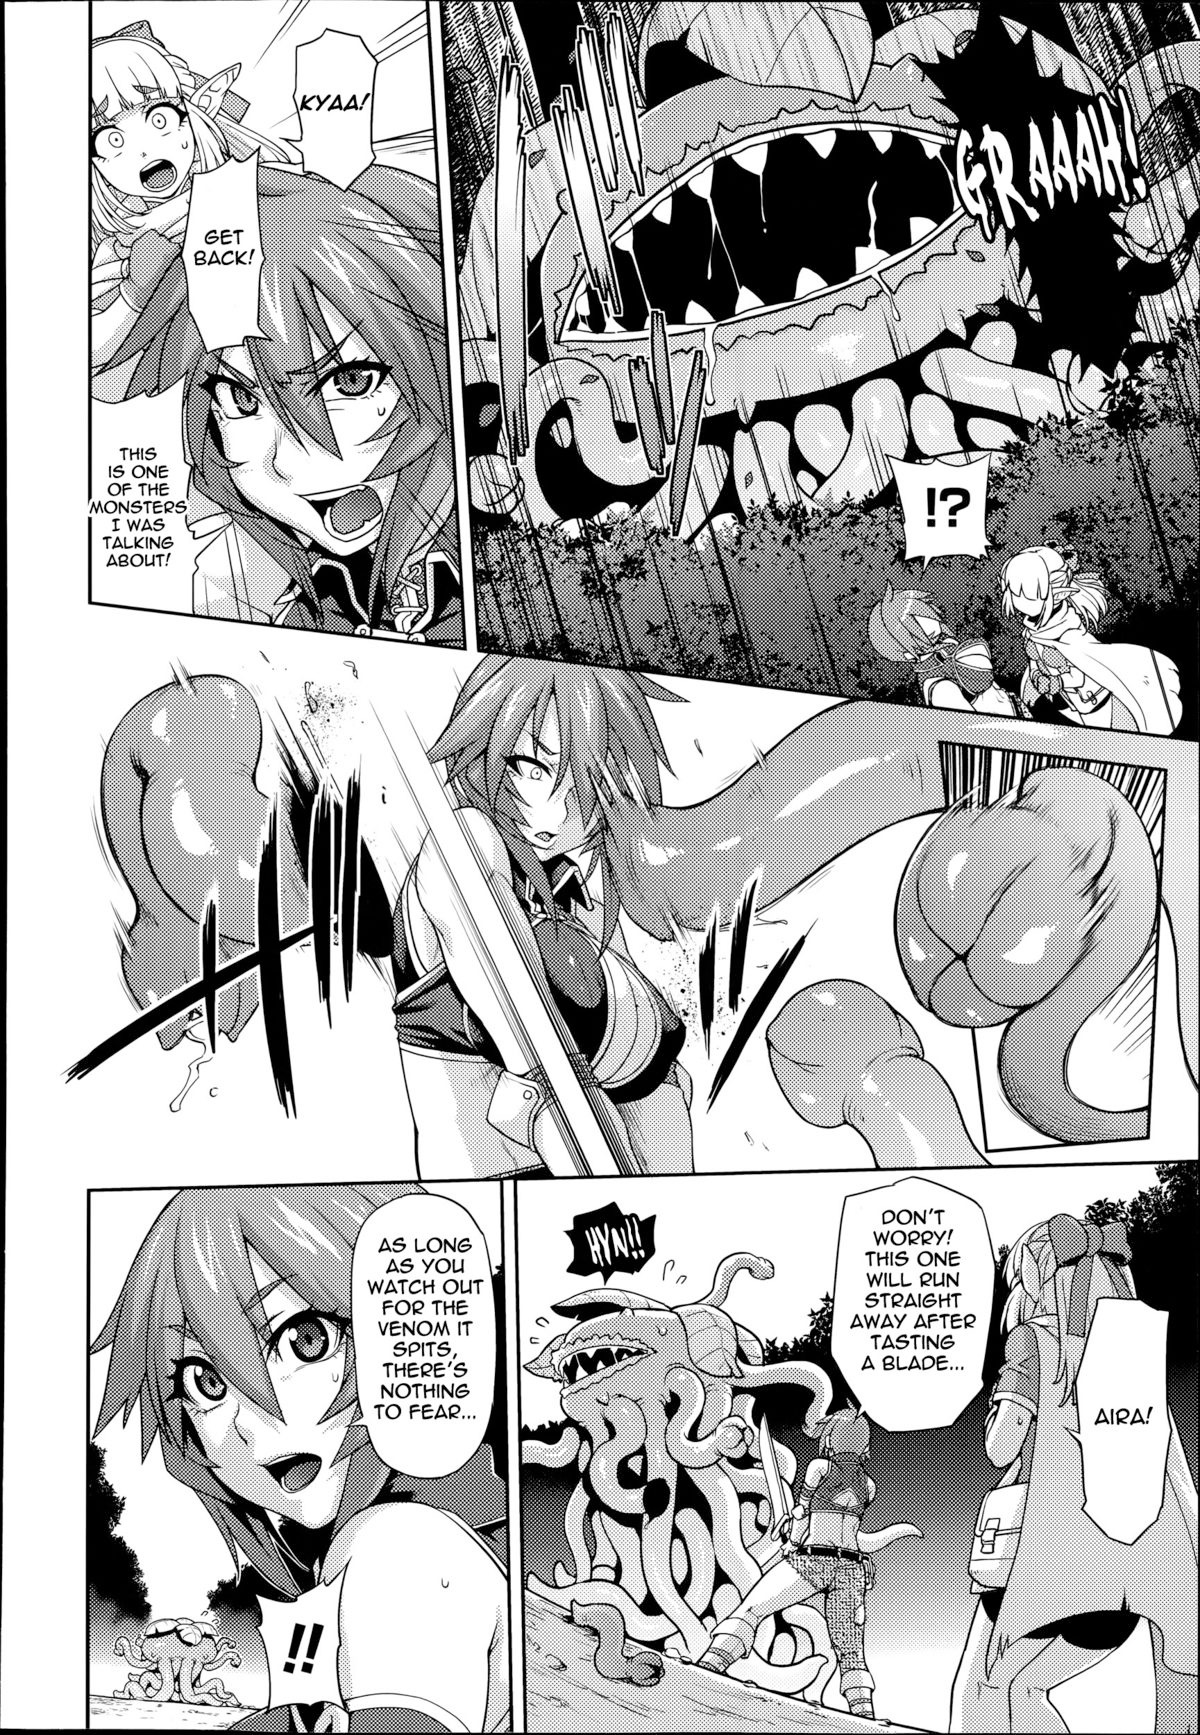 GRAAAH!
!?
KYAA!
GET
BACK!
THIS
IS ONE
OF THE
MONSTERS
I WAS
TALKING
ABOUT!
AIRA!
DON'T
WORRY!
THIS ONE
WILL RUN
STRAIGHT
AWAY AFTER
TASTING
A BLADE...
HYN!!
AS LONG
AS YOU
WATCH OUT
FOR THE
VENOM IT
SPITS,
THERE'S
NOTHING
TO FEAR...
!!